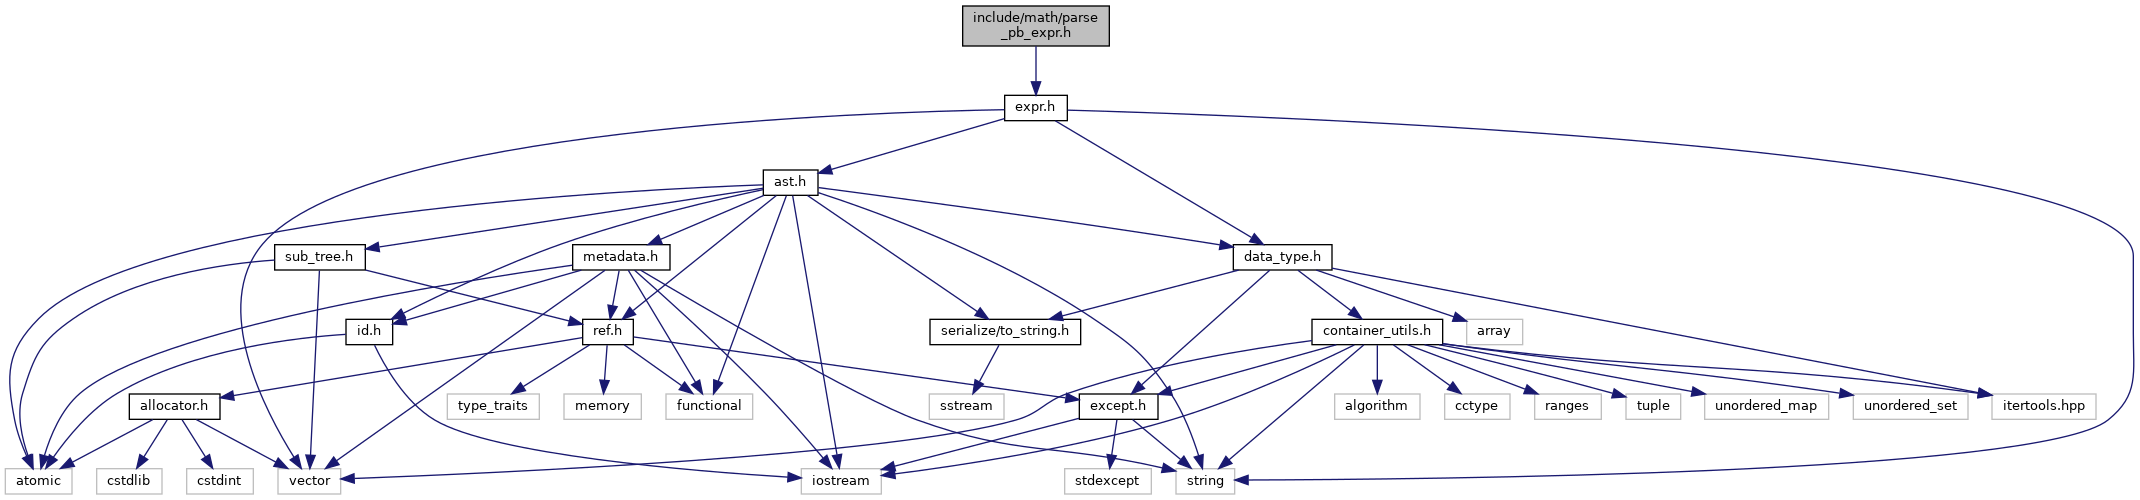 include/math/parse
_pb_expr.h
expr.h
ast.h
sub_tree.h
metadata.h
data_type.h
id.h
ref.h
serialize/to_string.h
container_utils.h
array
allocator.h
type_traits
memory
functional
sstream
except.h
algorithm
cctype
ranges
tuple
unordered_map
unordered_set
itertools.hpp
atomic
cstdlib
cstdint
vector
iostream
stdexcept
string